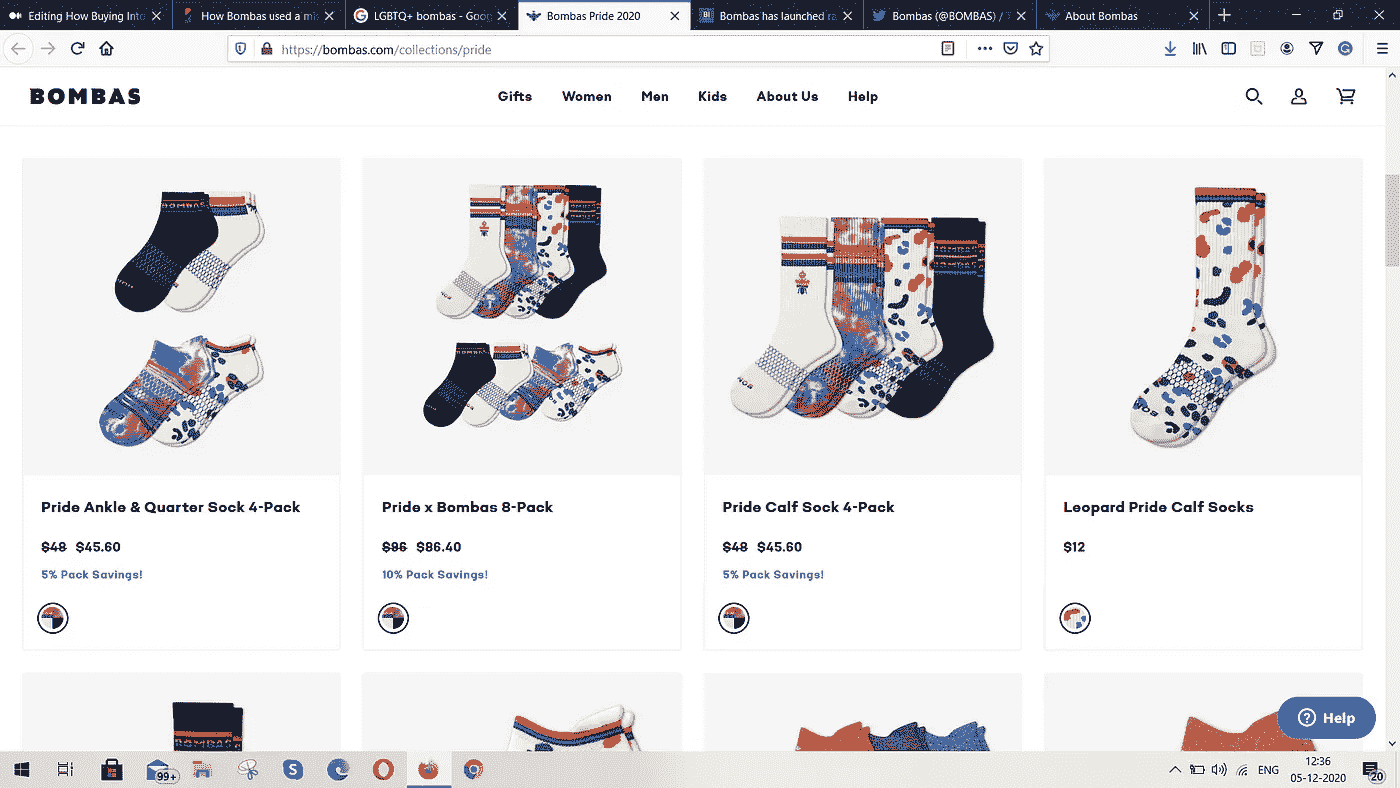 Editing How Buying Into
How Bombas used a mi
LGBTQ+ bombas - Goog
Bombas Pride 2020
Bombas has launched ra
Bombas (@BOMBAS) /
About Bombas
https://bombas.com/collections/pride
BOMBAS
Gifts Women Men Kids About Us Help
BOMBAS
BOMBAS
BOMBAS
Pride Ankle & Quarter Sock 4-Pack
Pride x Bombas 8-Pack
Pride Calf Sock 4-Pack
Leopard Pride Calf Socks
$48 $45.60
$96 $86.40
$48 $45.60
$12
5% Pack Savings!
10% Pack Savings!
5% Pack Savings!
BOMBAS
Help
99+
ENG
12:36
05-12-2020
20